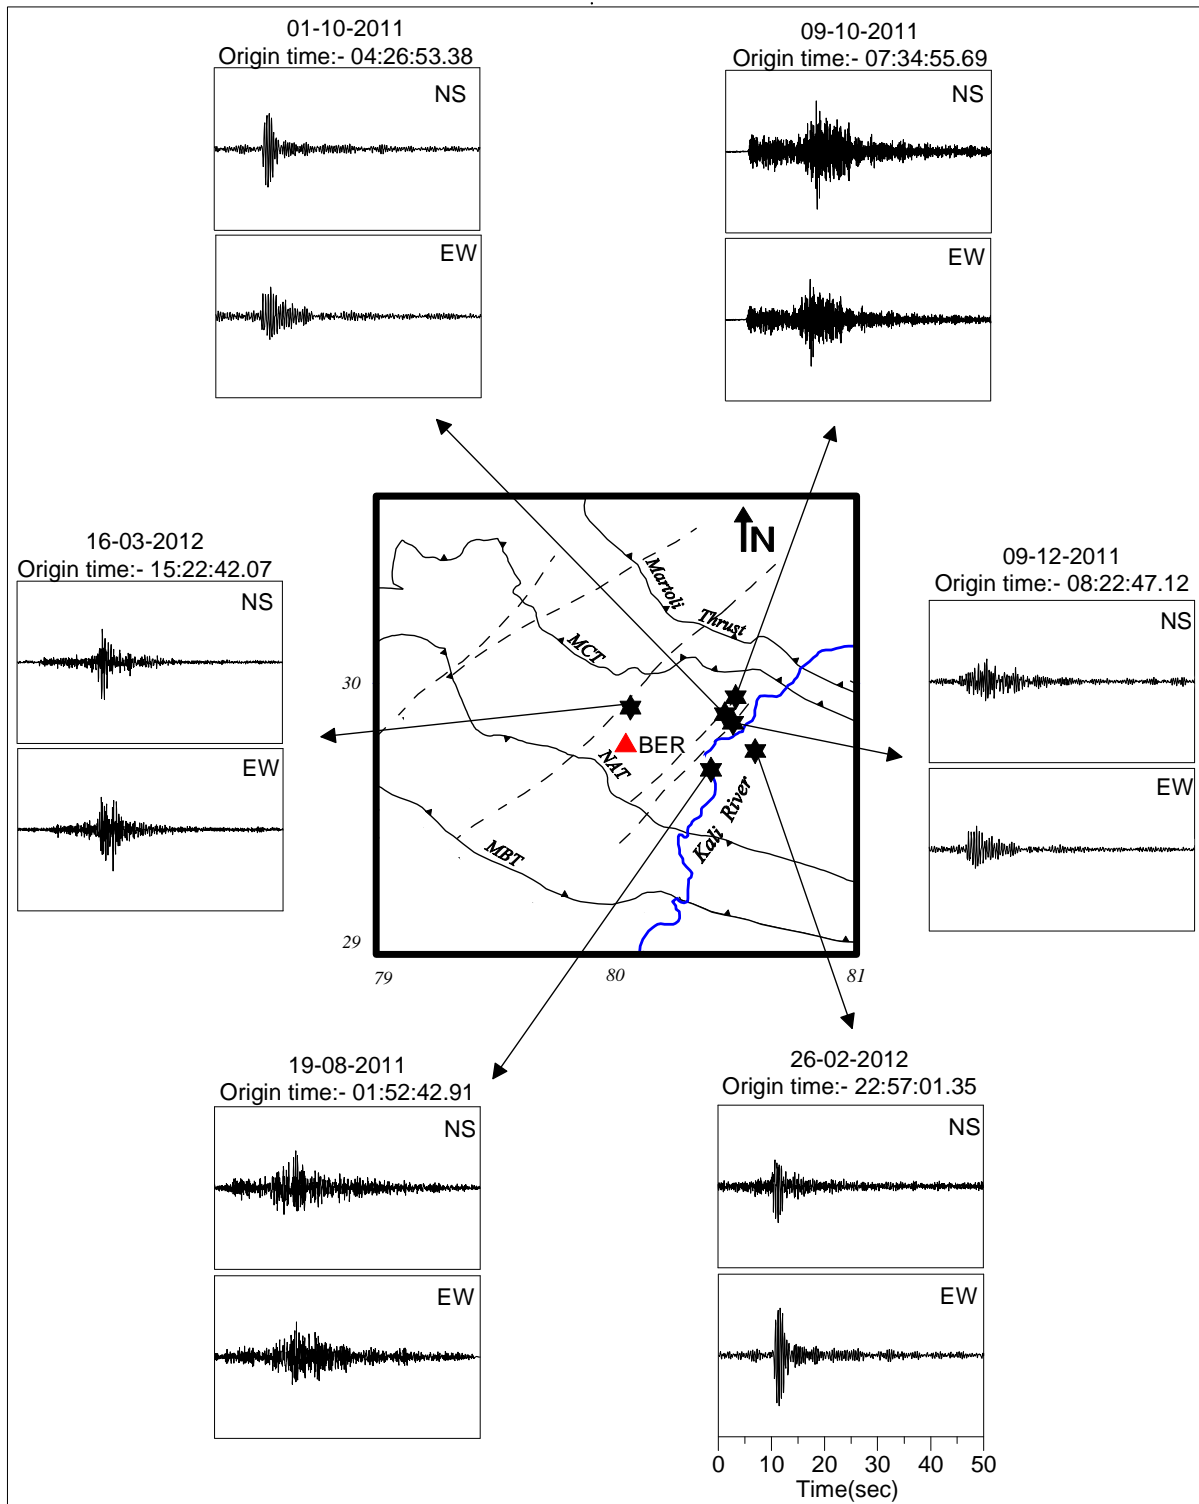 01-10-2011
Origin time:- 04:26:53.38
NS
EW
09-10-2011
Origin time:- 07:34:55.69
NS
EW
16-03-2012
Origin time:- 15:22:42.07
NS
EW
N
Martoli Thrust
MCT
BER
NAT
MBT
Kali River
30
29
79
80
81
09-12-2011
Origin time:- 08:22:47.12
NS
EW
19-08-2011
Origin time:- 01:52:42.91
NS
EW
26-02-2012
Origin time:- 22:57:01.35
NS
EW
0 10 20 30 40 50
Time(sec)